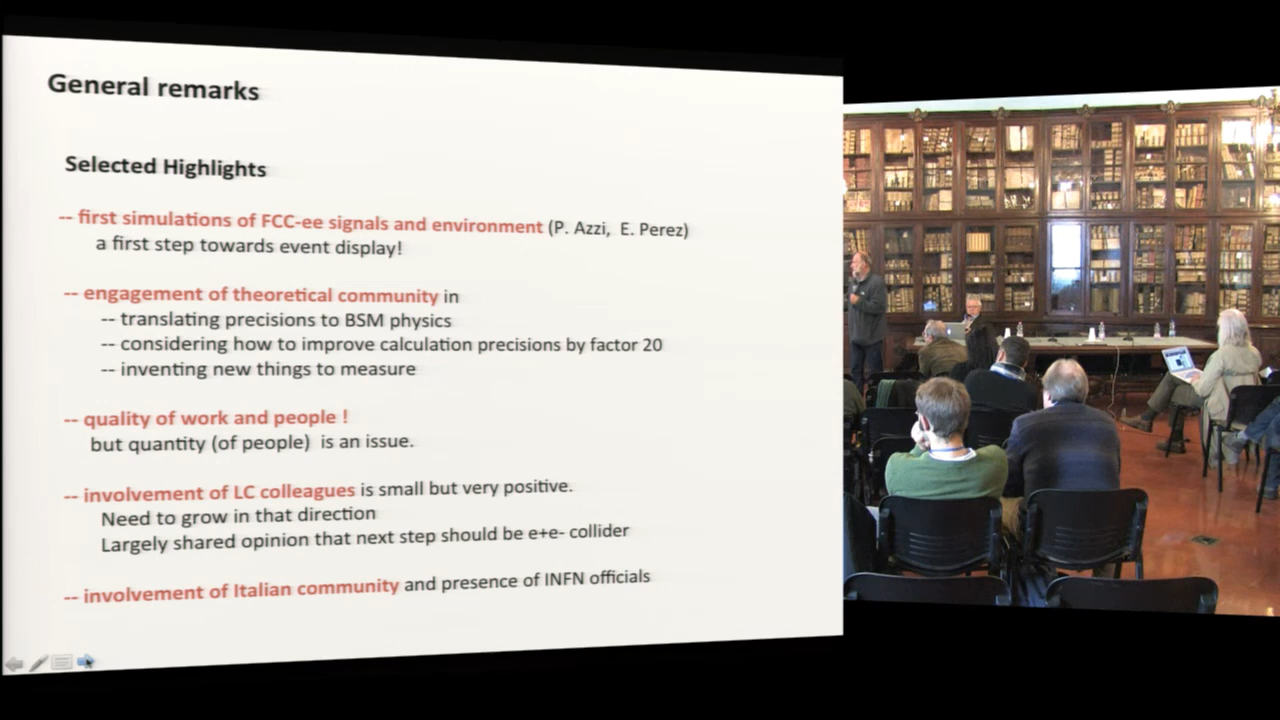 General remarks
Selected Highlights
-- first simulations of FCC-ee signals and environment (P. Azzi, E. Perez)
a first step towards event display!
-- engagement of theoretical community in
-- translating precisions to BSM physics
-- considering how to improve calculation precisions by factor 20
-- inventing new things to measure
-- quality of work and people !
but quantity (of people) is an issue.
-- involvement of LC colleagues is small but very positive.
Need to grow in that direction
Largely shared opinion that next step should be e+e- collider
-- involvement of Italian community and presence of INFN officials